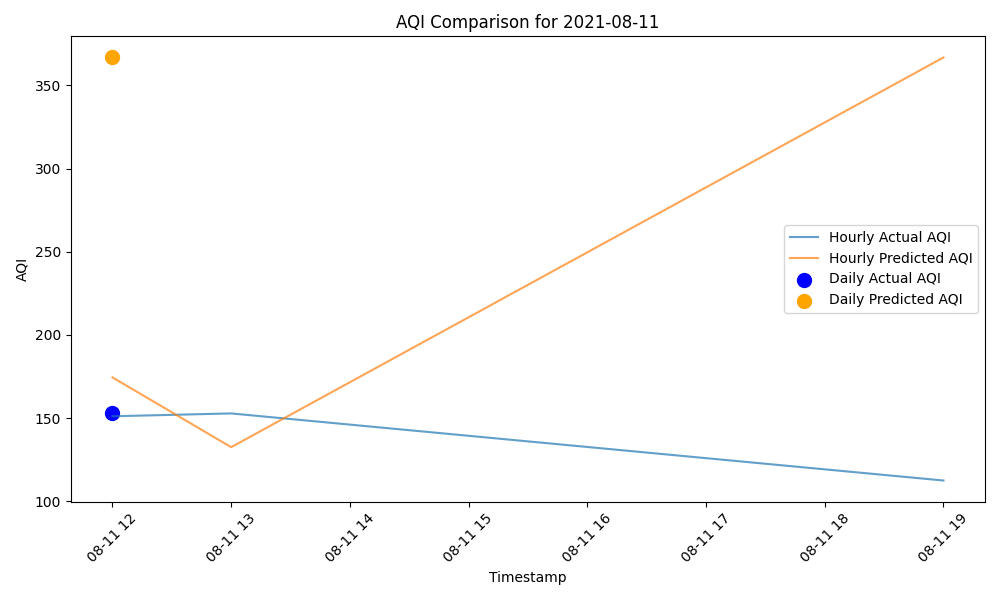 AQI Comparison for 2021-08-11
AQI
350
300
250
200
150
100
Hourly Actual AQI
Hourly Predicted AQI
Daily Actual AQI
Daily Predicted AQI
08-11 12
08-11 13
08-11 14
08-11 15
08-11 16
08-11 17
08-11 18
08-11 19
Timestamp